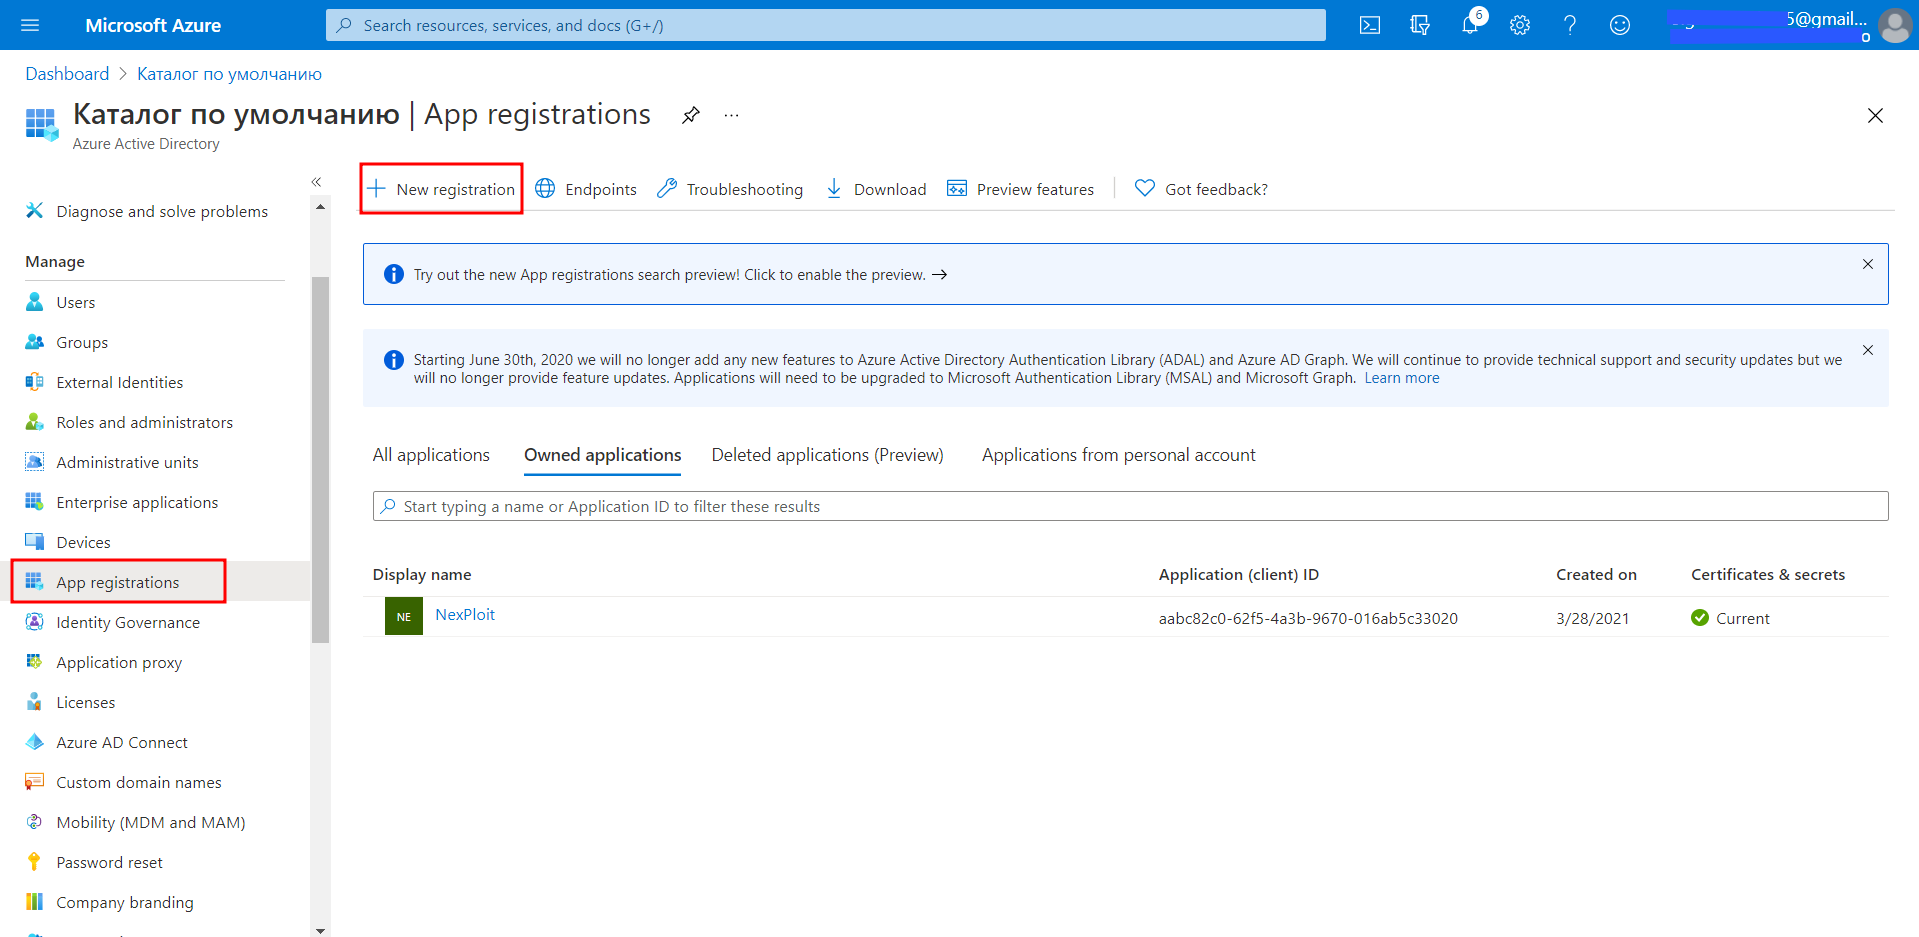 Microsoft Azure
Search resources, services, and docs (G+/)
6
5@gmail...
Dashboard > Каталог по умолчанию
Каталог по умолчанию | App registrations
...
Azure Active Directory
«
New registration
Endpoints
Troubleshooting
Download
Preview features
Got feedback?
Diagnose and solve problems
Manage
Users
Groups
External Identities
Roles and administrators
Administrative units
Enterprise applications
Devices
App registrations
Identity Governance
Application proxy
Licenses
Azure AD Connect
Custom domain names
Mobility (MDM and MAM)
Password reset
Company branding
Try out the new App registrations search preview! Click to enable the preview. →
Starting June 30th, 2020 we will no longer add any new features to Azure Active Directory Authentication Library (ADAL) and Azure AD Graph. We will continue to provide technical support and security updates but we
will no longer provide feature updates. Applications will need to be upgraded to Microsoft Authentication Library (MSAL) and Microsoft Graph. Learn more
All applications
Owned applications
Deleted applications (Preview)
Applications from personal account
Start typing a name or Application ID to filter these results
Display name
Application (client) ID
Created on
Certificates & secrets
NE
NexPloit
aabc82c0-62f5-4a3b-9670-016ab5c33020
3/28/2021
Current